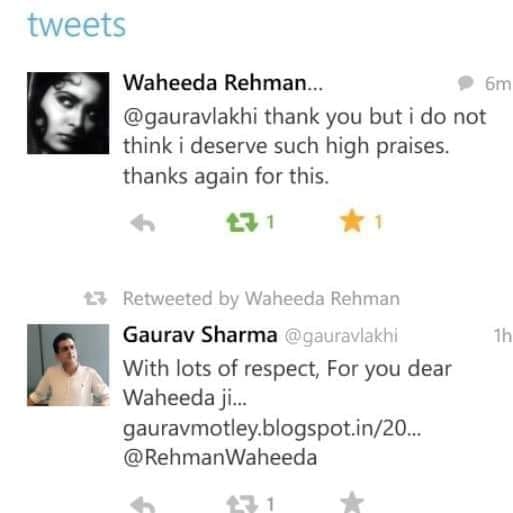 tweets
Waheeda Rehman...
6m
@gauravlakhi thank you but i do not
think i deserve such high praises.
thanks again for this.
1
1
Retweeted by Waheeda Rehman
Gaurav Sharma @gauravlakhi
1h
With lots of respect, For you dear
Waheeda ji...
gauravmotley.blogspot.in/20...
@RehmanWaheeda
1